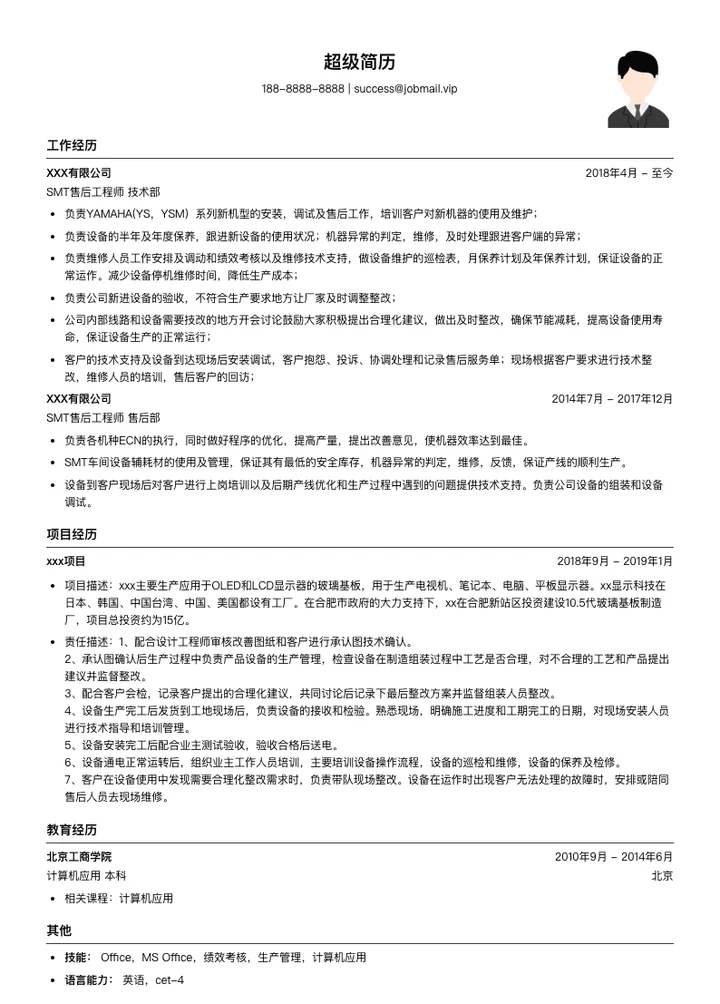 超级简历
188-8888-8888 | success@jobmail.vip
工作经历
XXX有限公司 2018年4月 – 至今
SMT售后工程师 技术部
• 负责YAMAHA(YS，YSM）系列新机型的安装，调试及售后工作，培训客户对新机器的使用及维护；
• 负责设备的半年及年度保养，跟进新设备的使用状况；机器异常的判定，维修，及时处理跟进客户端的异常；
• 负责维修人员工作安排及调动和绩效考核以及维修技术支持，做设备维护的巡检表，月保养计划及年保养计划，保证设备的正
常运作。减少设备停机维修时间，降低生产成本；
• 负责公司新进设备的验收，不符合生产要求地方让厂家及时调整整改；
• 公司内部线路和设备需要技改的地方开会讨论鼓励大家积极提出合理化建议，做出及时整改，确保节能减耗，提高设备使用寿
命，保证设备生产的正常运行；
• 客户的技术支持及设备到达现场后安装调试，客户抱怨、投诉、协调处理和记录售后服务单；现场根据客户要求进行技术整
改，维修人员的培训，售后客户的回访；
XXX有限公司 2014年7月 – 2017年12月
SMT售后工程师 售后部
• 负责各机种ECN的执行，同时做好程序的优化，提高产量，提出改善意见，使机器效率达到最佳。
• SMT车间设备辅耗材的使用及管理，保证其有最低的安全库存，机器异常的判定，维修，反馈，保证产线的顺利生产。
• 设备到客户现场后对客户进行上岗培训以及后期产线优化和生产过程中遇到的问题提供技术支持。负责公司设备的组装和设备
调试。
项目经历
xxx项目 2018年9月 – 2019年1月
• 项目描述：xxx主要生产应用于OLED和LCD显示器的玻璃基板，用于生产电视机、笔记本、电脑、平板显示器。xx显示科技在
日本、韩国、中国台湾、中国、美国都设有工厂。在合肥市政府的大力支持下，xx在合肥新站区投资建设10.5代玻璃基板制造
厂，项目总投资约为15亿。
• 责任描述：1、配合设计工程师审核改善图纸和客户进行承认图技术确认。
2、承认图确认后生产过程中负责产品设备的生产管理，检查设备在制造组装过程中工艺是否合理，对不合理的工艺和产品提出
建议并监督整改。
3、配合客户会检，记录客户提出的合理化建议，共同讨论后记录下最后整改方案并监督组装人员整改。
4、设备生产完工后发货到工地现场后，负责设备的接收和检验。熟悉现场，明确施工进度和工期完工的日期，对现场安装人员
进行技术指导和培训管理。
5、设备安装完工后配合业主测试验收，验收合格后送电。
6、设备通电正常运转后，组织业主工作人员培训，主要培训设备操作流程，设备的巡检和维修，设备的保养及检修。
7、客户在设备使用中发现需要合理化整改需求时，负责带队现场整改。设备在运作时出现客户无法处理的故障时，安排或陪同
售后人员去现场维修。
教育经历
北京工商学院 2010年9月 – 2014年6月
计算机应用 本科 北京
• 相关课程：计算机应用
其他
• 技能： Office，MS Office，绩效考核，生产管理，计算机应用
• 语言能力： 英语，cet-4